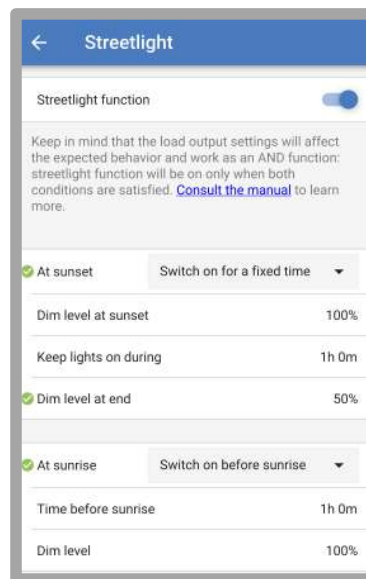 Streetlight
Streetlight function
Keep in mind that the load output settings will affect
the expected behavior and work as an AND function:
streetlight function will be on only when both
conditions are satisfied. Consult the manual to learn
more.
At sunset Switch on for a fixed time
Dim level at sunset 100%
Keep lights on during 1h 0m
Dim level at end 50%
At sunrise Switch on before sunrise
Time before sunrise 1h 0m
Dim level 100%